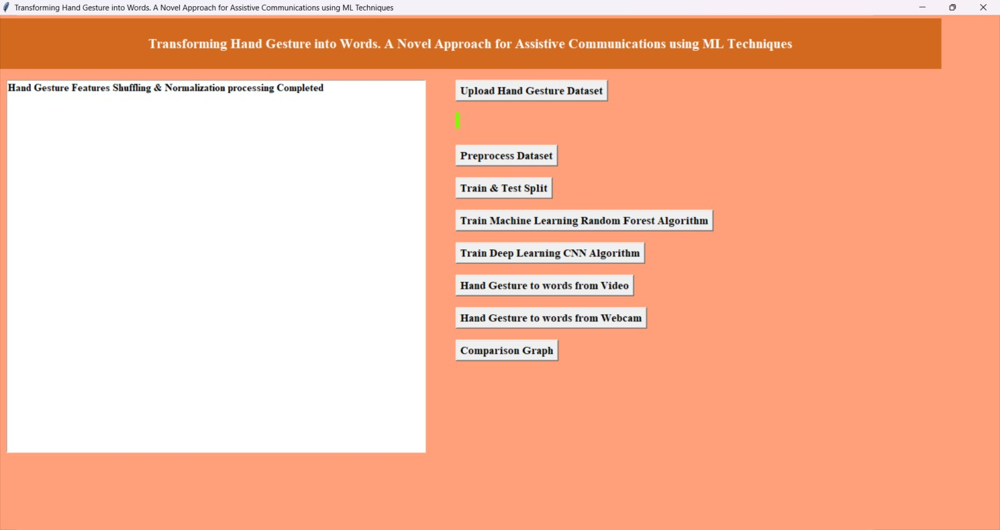 Transforming Hand Gesture into Words. A Novel Approach for Assistive Communications using ML Techniques
Transforming Hand Gesture into Words. A Novel Approach for Assistive Communications using ML Techniques
Hand Gesture Features Shuffling & Normalization processing Completed
Upload Hand Gesture Dataset
Preprocess Dataset
Train & Test Split
Train Machine Learning Random Forest Algorithm
Train Deep Learning CNN Algorithm
Hand Gesture to words from Video
Hand Gesture to words from Webcam
Comparison Graph